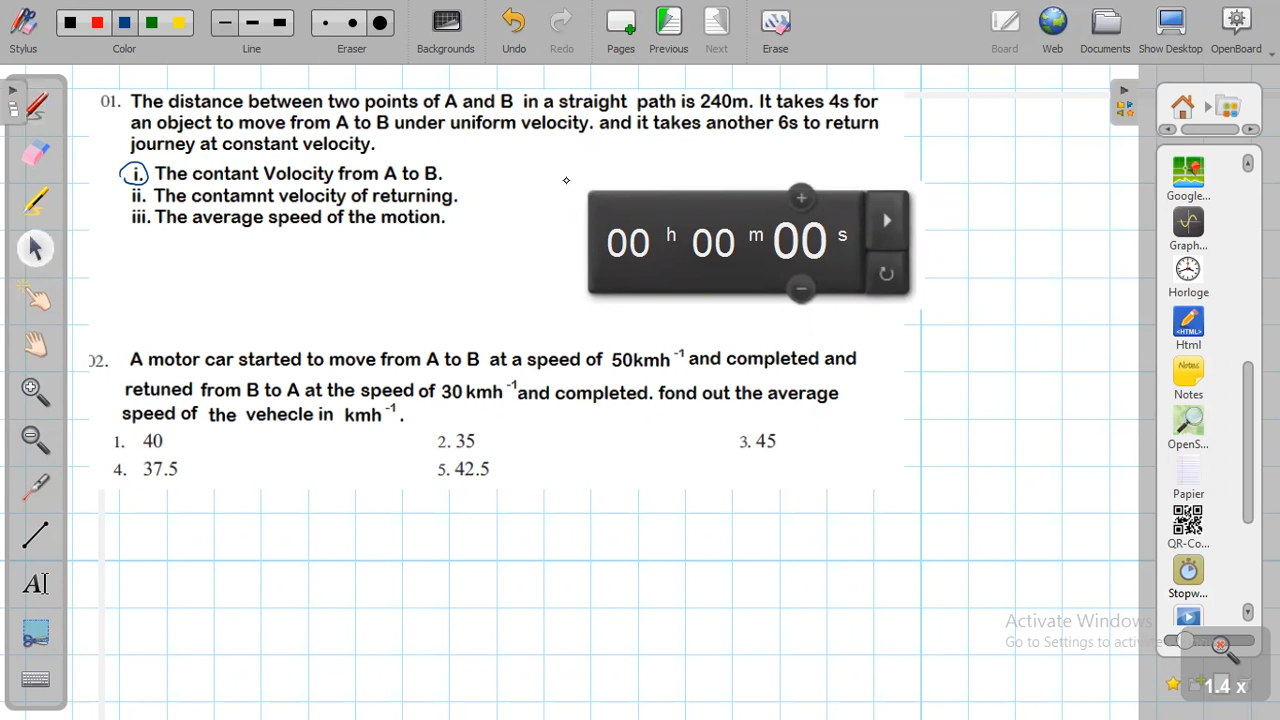 Stylus
Color
Line
Eraser
Backgrounds
Undo
Redo
Pages
Previous
Next
Erase
Board
Web
Documents
Show Desktop
OpenBoard
01. The distance between two points of A and B in a straight path is 240m. It takes 4s for
an object to move from A to B under uniform velocity. and it takes another 6s to return
journey at constant velocity.
i. The contant Volocity from A to B.
ii. The contamnt velocity of returning.
iii. The average speed of the motion.
00 h 00 m 00 s
02. A motor car started to move from A to B at a speed of 50kmh⁻¹ and completed and
retuned from B to A at the speed of 30 kmh⁻¹ and completed. fond out the average
speed of the vehecle in kmh⁻¹.
1. 40 2. 35 3. 45
4. 37.5 5. 42.5
Google...
Graph...
Horloge
<HTML>
Html
Notes
Notes
OpenS...
Papier
QR-Co...
Stopw...
Activate Windows
Go to Settings to activate
1.4 x
AI